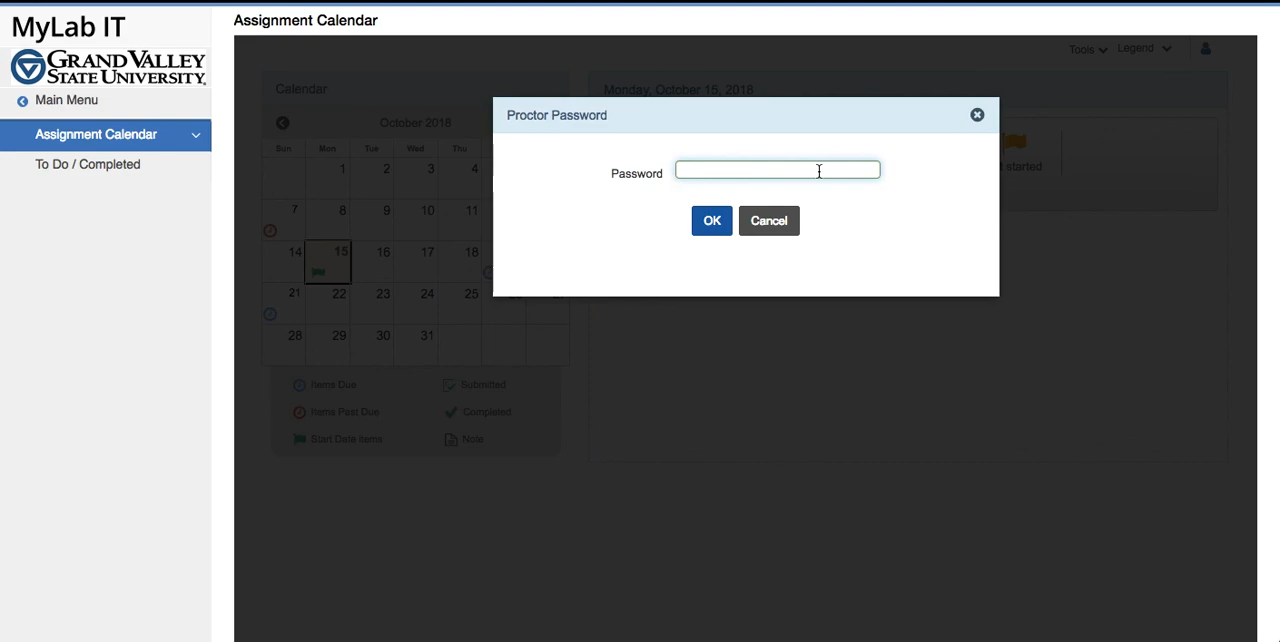 Assignment Calendar
MyLab IT
GRAND VALLEY
STATE UNIVERSITY
Main Menu
Assignment Calendar
To Do / Completed
Tools
Legend
Calendar
Monday, October 15, 2018
October 2018
Sun Mon Tue Wed Thu
1 2 3 4
7 8 9 10 11
14 15 16 17 18
21 22 23 24 25
28 29 30 31
Items Due
Submitted
Items Past Due
Completed
Start Date Items
Note
started
Proctor Password
Password
OK
Cancel